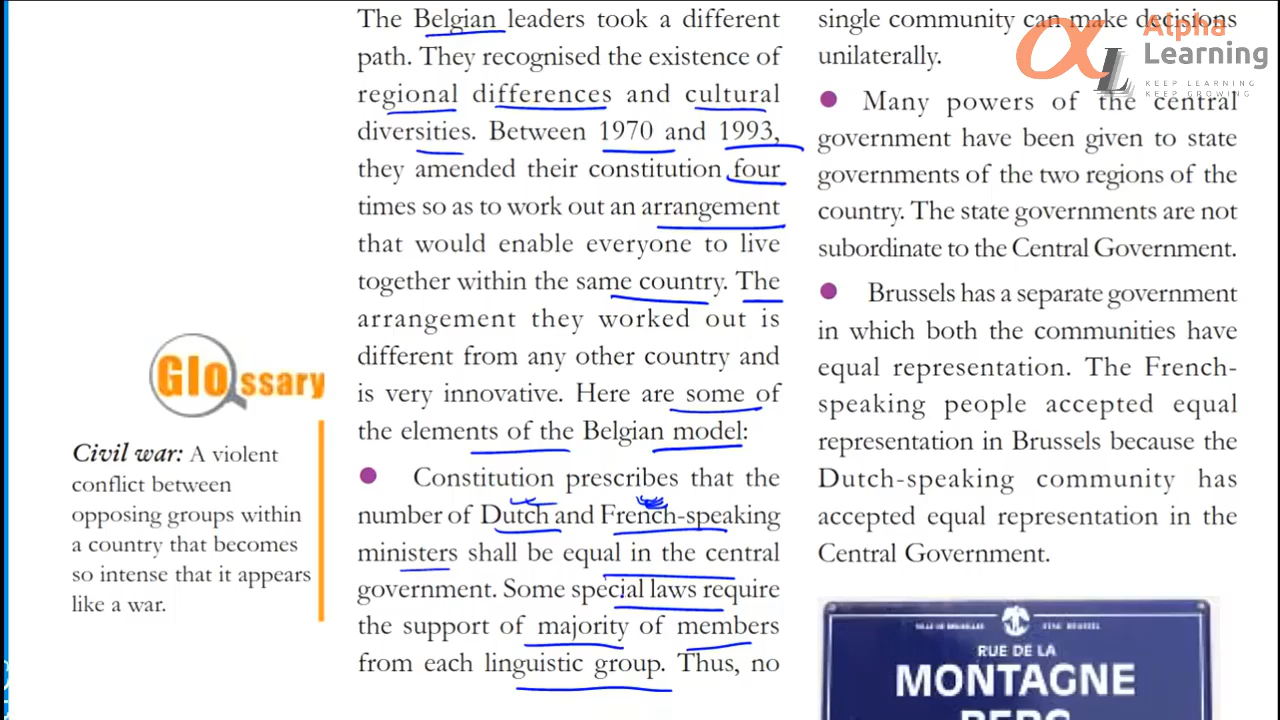 The Belgian leaders took a different
path. They recognised the existence of
regional differences and cultural
diversities. Between 1970 and 1993,
they amended their constitution four
times so as to work out an arrangement
that would enable everyone to live
together within the same country. The
arrangement they worked out is
different from any other country and
is very innovative. Here are some of
the elements of the Belgian model:
● Constitution prescribes that the
number of Dutch and French-speaking
ministers shall be equal in the central
government. Some special laws require
the support of majority of members
from each linguistic group. Thus, no
single community can make decisions
unilaterally.
● Many powers of the central
government have been given to state
governments of the two regions of the
country. The state governments are not
subordinate to the Central Government.
● Brussels has a separate government
in which both the communities have
equal representation. The French-
speaking people accepted equal
representation in Brussels because the
Dutch-speaking community has
accepted equal representation in the
Central Government.
Glossary
Civil war: A violent
conflict between
opposing groups within
a country that becomes
so intense that it appears
like a war.
Alpha
Learning
KEEP LEARNING
KEEP GROWING
RUE DE LA
MONTAGNE
BERG